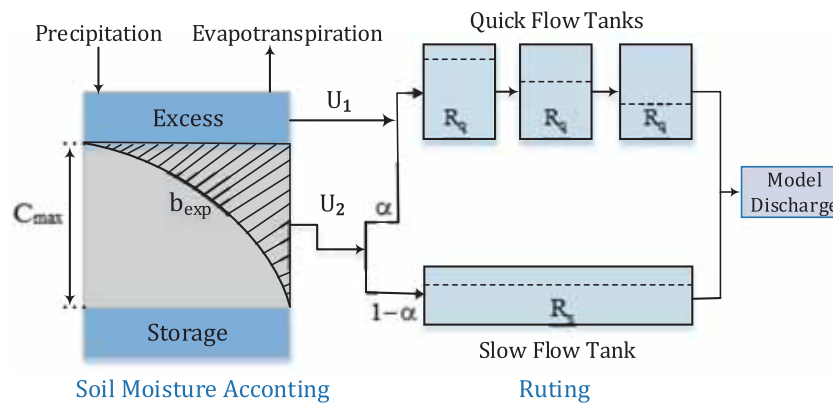 Precipitation
Evapotranspiration
Quick Flow Tanks
Excess
U1
Rq
Rq
Rq
Cmax
bexp
U2
α
Model
Discharge
1-α
Storage
Rs
Slow Flow Tank
Soil Moisture Acconting
Ruting